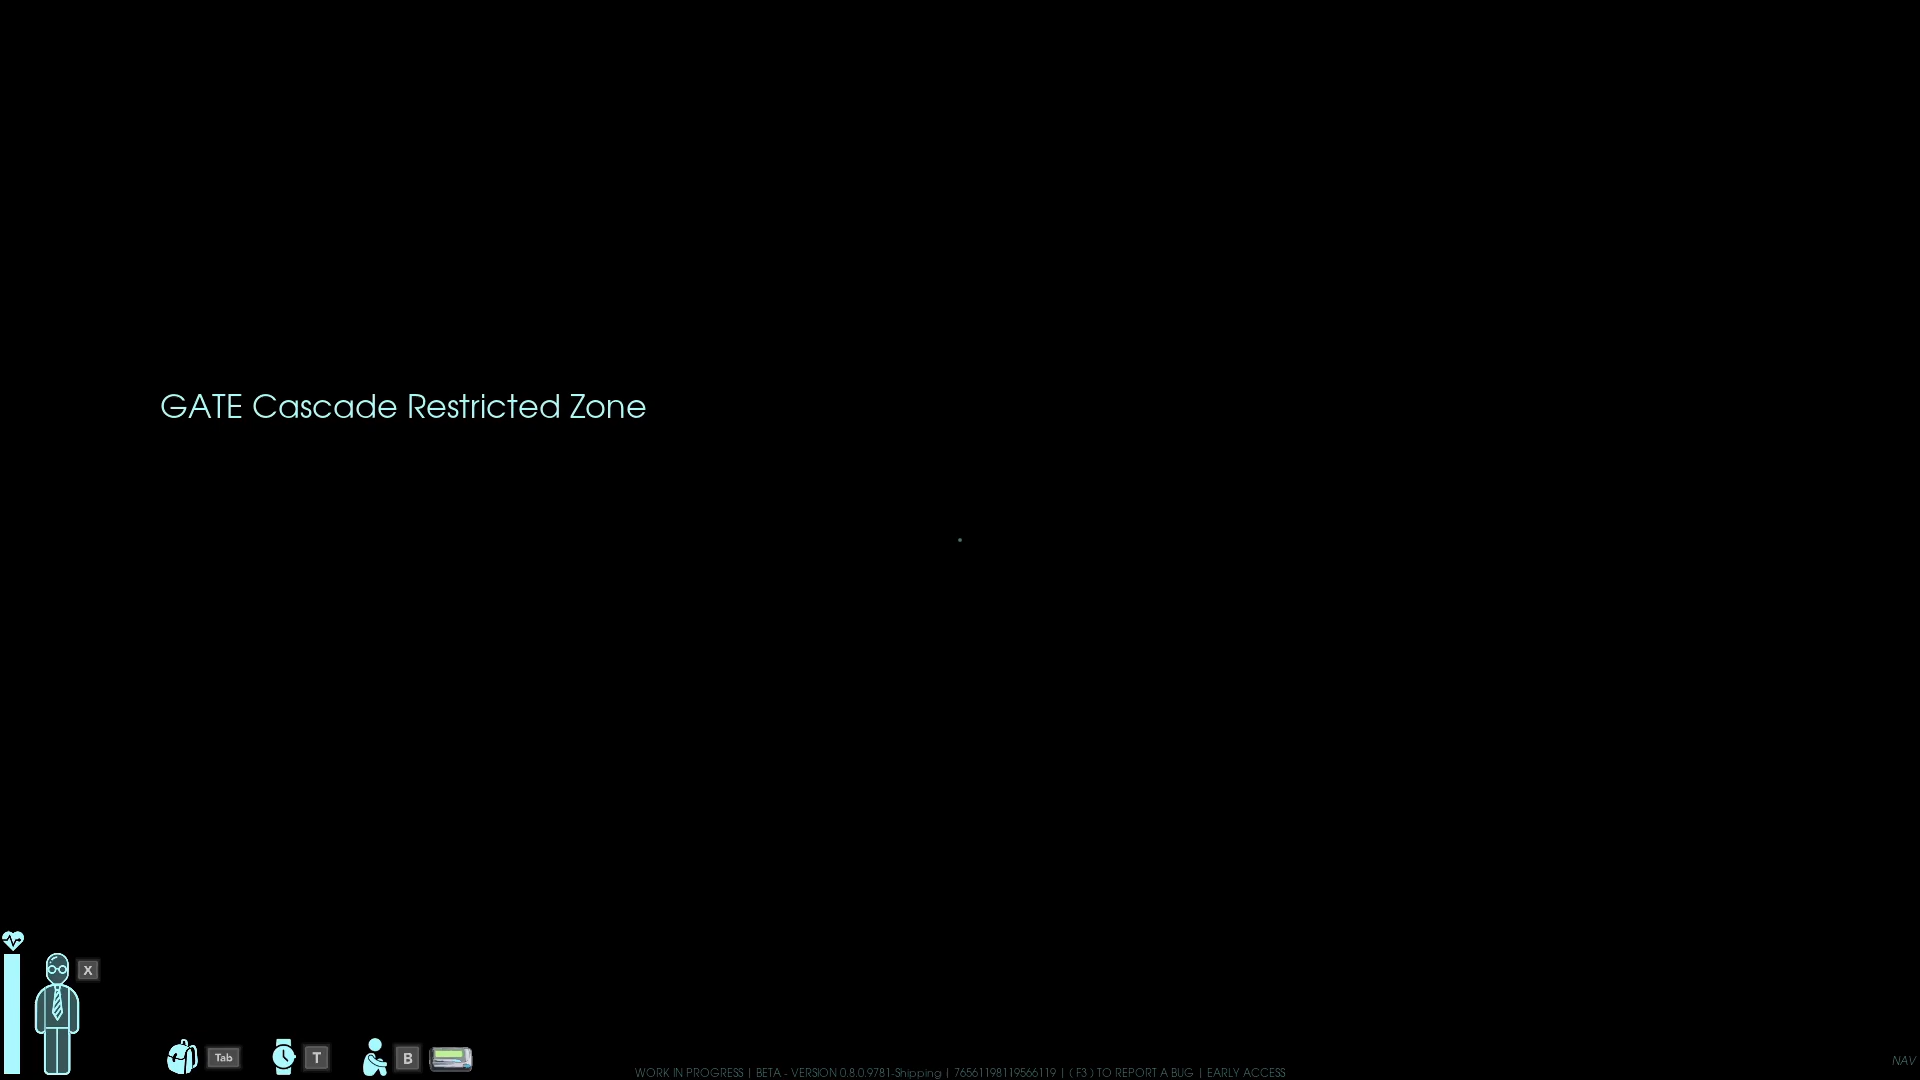 GATE Cascade Restricted Zone
X
Tab
T
B
NAV
WORK IN PROGRESS | BETA - VERSION 0.8.0.9781-Shipping | 76561198119566119 | ( F3 ) TO REPORT A BUG | EARLY ACCESS